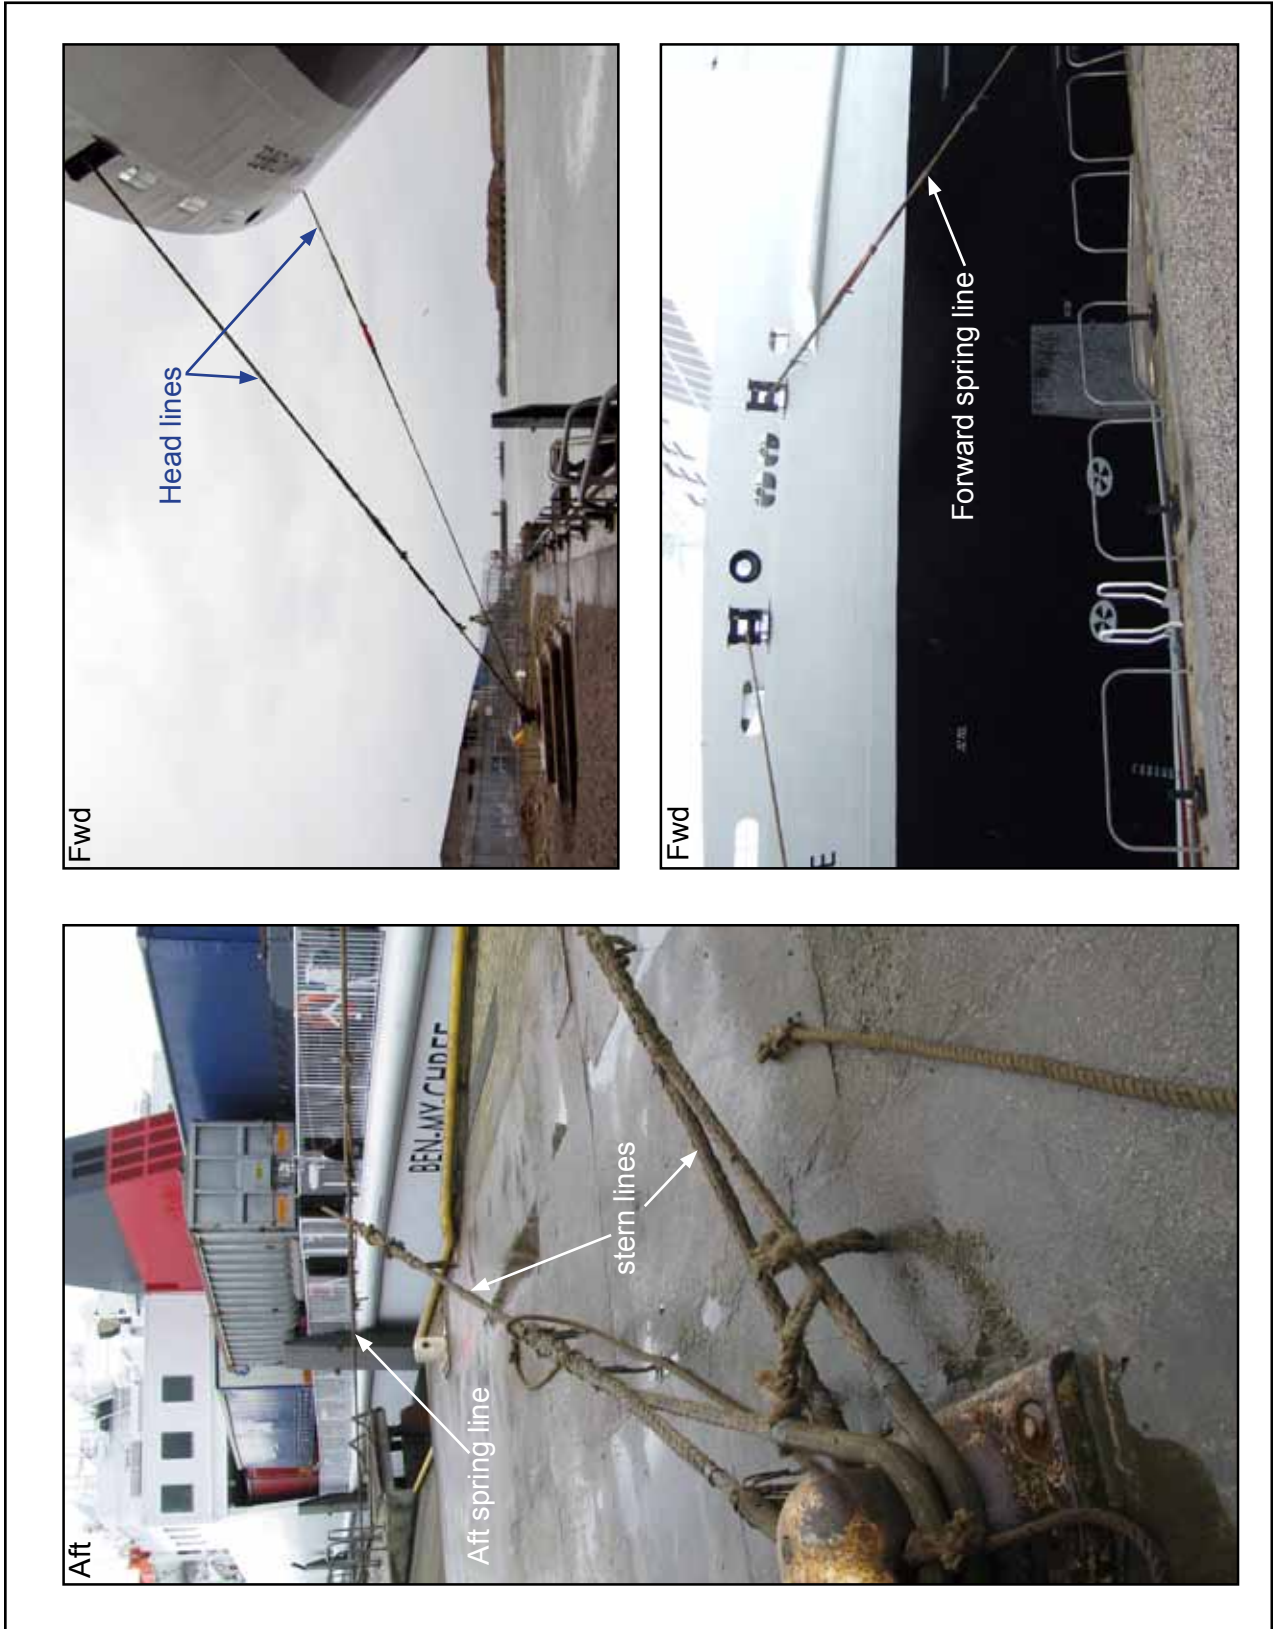 Aft
Aft spring line
stern lines
BEN-MY-CHREE
Fwd
Head lines
Fwd
Forward spring line
E